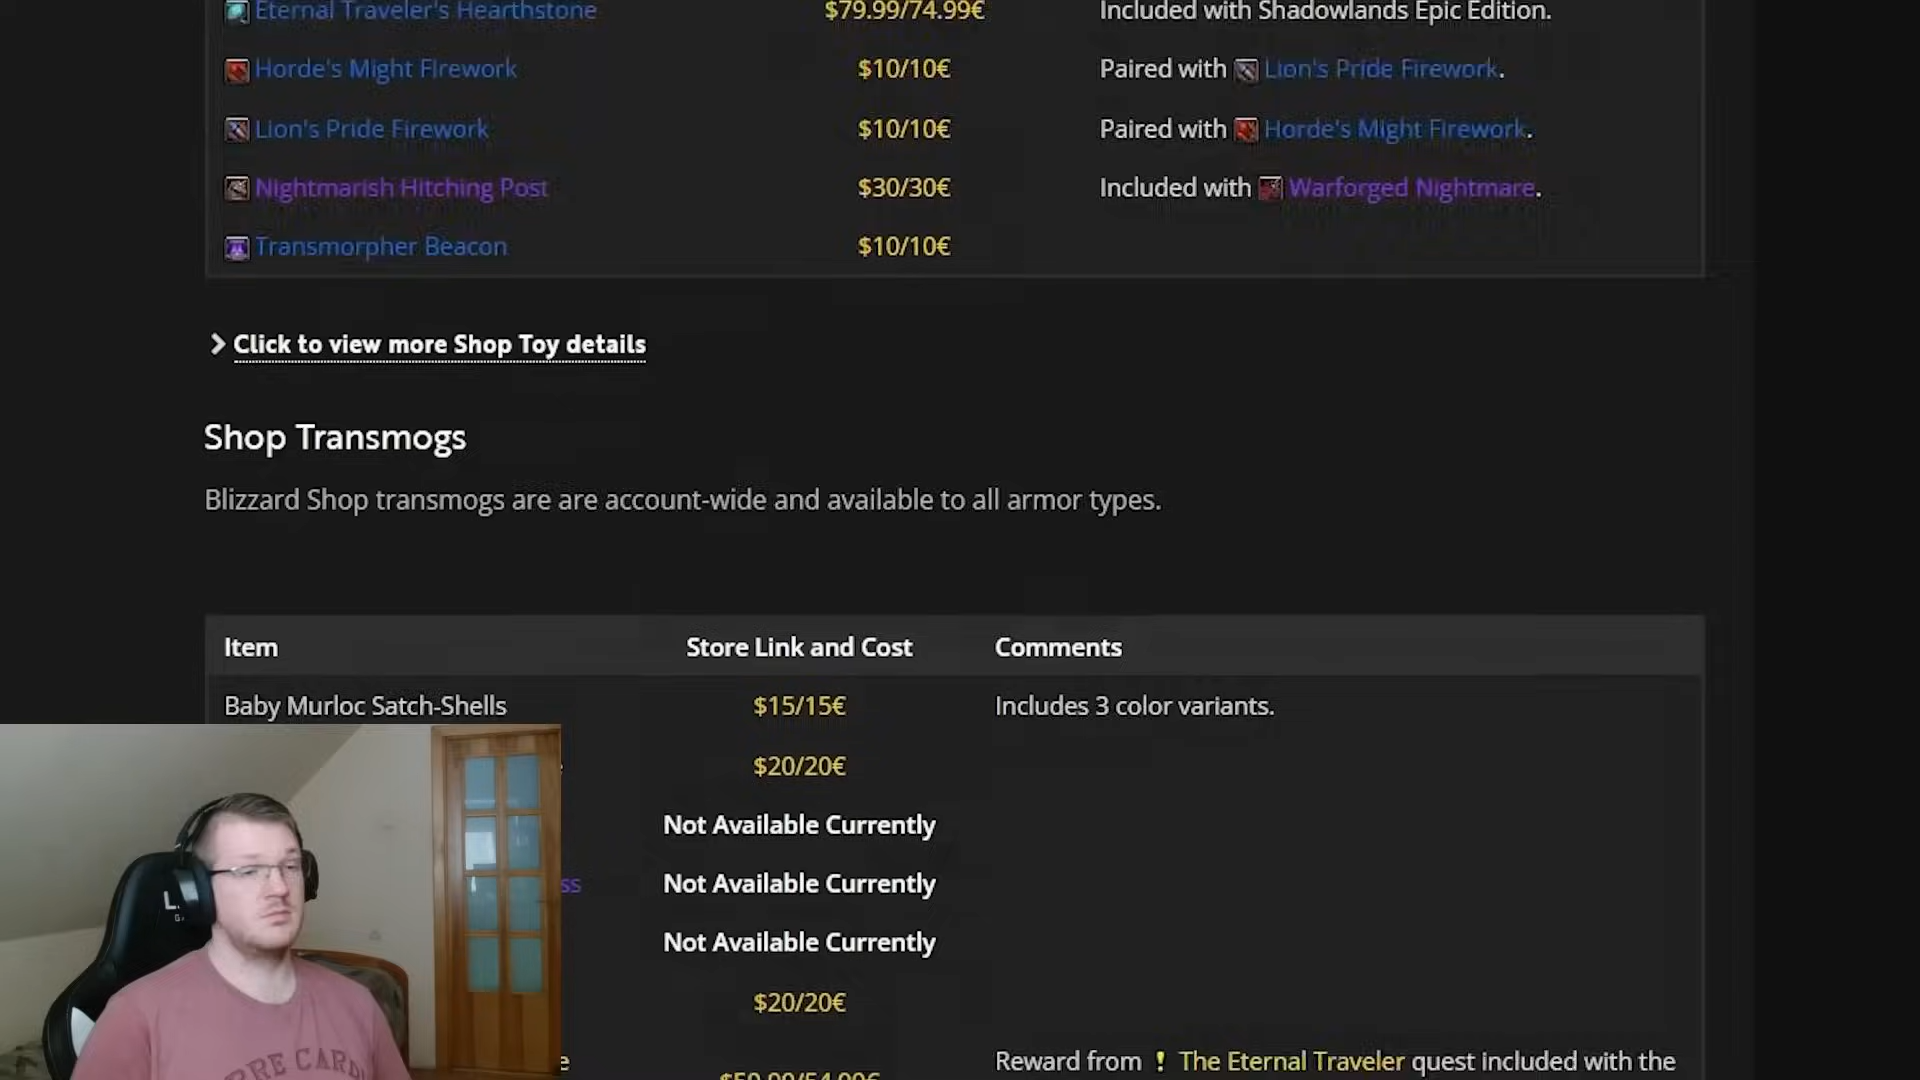 Eternal Traveler's Hearthstone $79.99/74.99€ Included with Shadowlands Epic Edition.
Horde's Might Firework $10/10€ Paired with Lion's Pride Firework.
Lion's Pride Firework $10/10€ Paired with Horde's Might Firework.
Nightmarish Hitching Post $30/30€ Included with Warforged Nightmare.
Transmorpher Beacon $10/10€
Click to view more Shop Toy details
Shop Transmogs
Blizzard Shop transmogs are are account-wide and available to all armor types.
Item Store Link and Cost Comments
Baby Murloc Satch-Shells $15/15€ Includes 3 color variants.
$20/20€
Not Available Currently
ss Not Available Currently
Not Available Currently
$20/20€
e Reward from ! The Eternal Traveler quest included with the